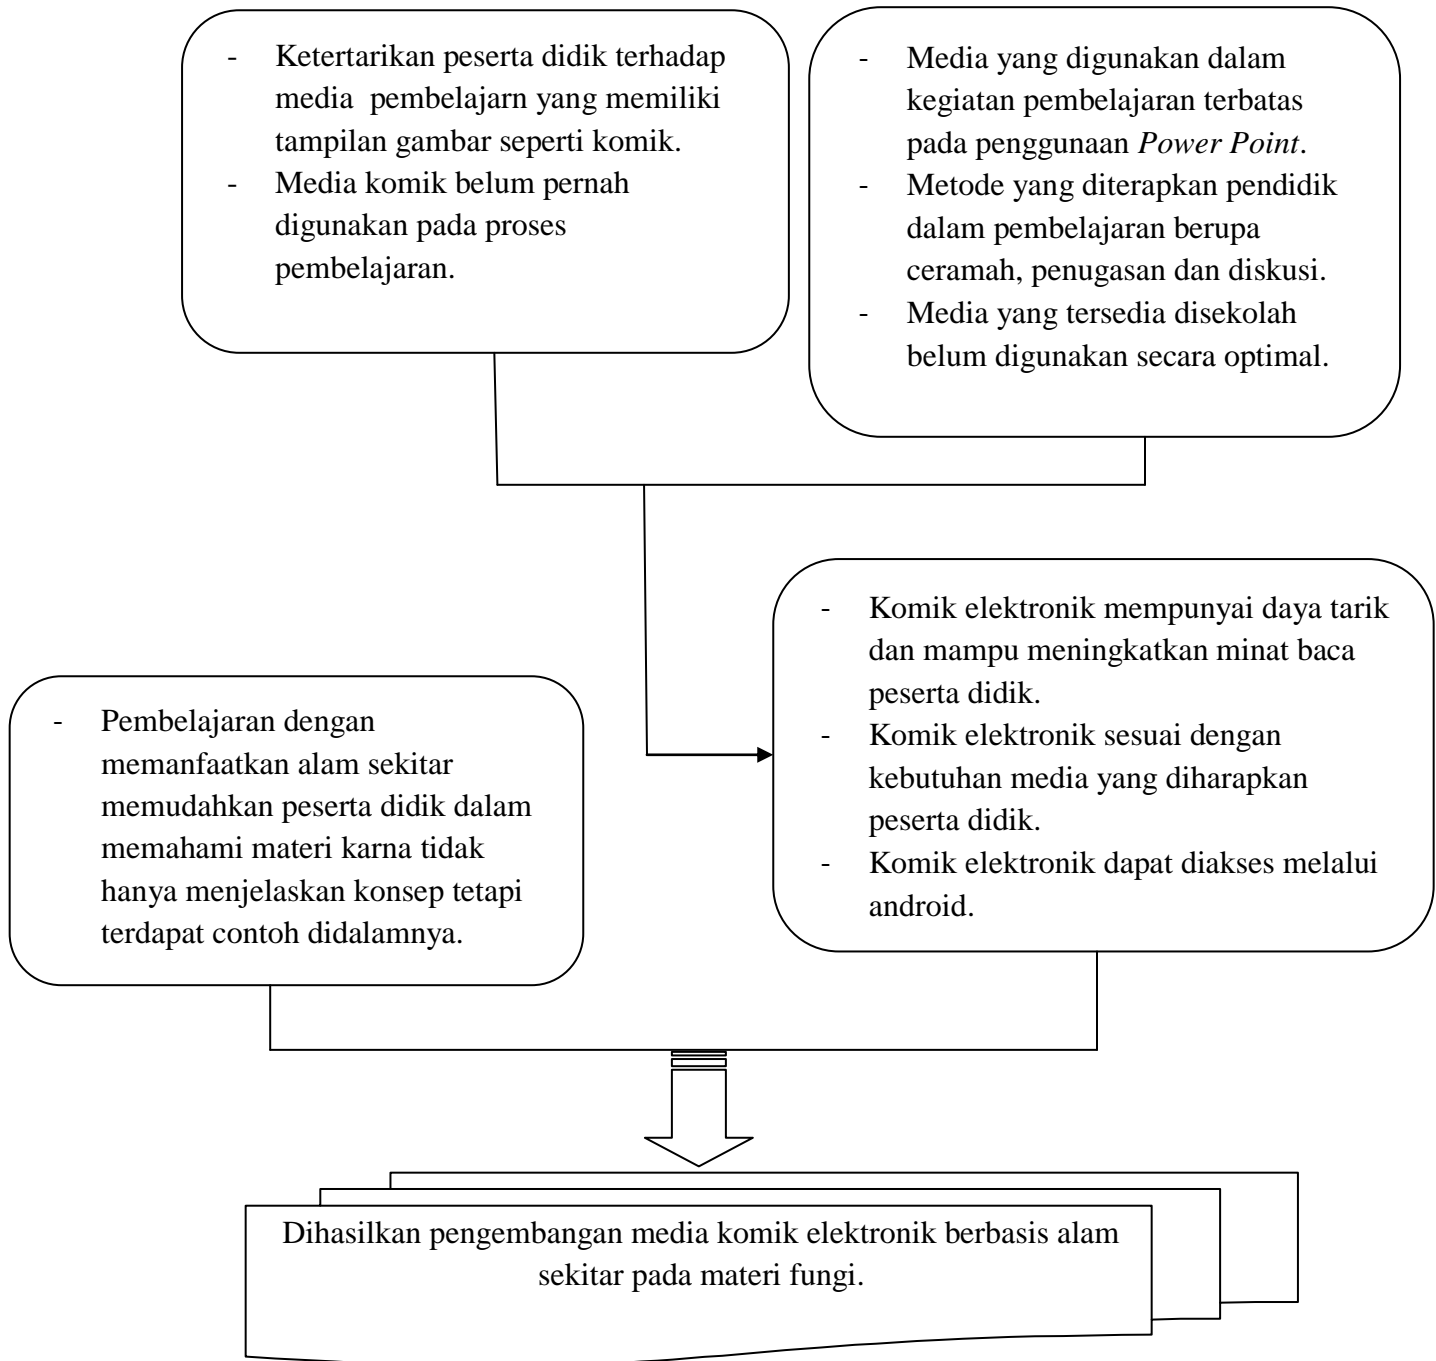 - Ketertarikan peserta didik terhadap
media pembelajarn yang memiliki
tampilan gambar seperti komik.
- Media komik belum pernah
digunakan pada proses
pembelajaran.
- Media yang digunakan dalam
kegiatan pembelajaran terbatas
pada penggunaan Power Point.
- Metode yang diterapkan pendidik
dalam pembelajaran berupa
ceramah, penugasan dan diskusi.
- Media yang tersedia disekolah
belum digunakan secara optimal.
- Komik elektronik mempunyai daya tarik
dan mampu meningkatkan minat baca
peserta didik.
- Komik elektronik sesuai dengan
kebutuhan media yang diharapkan
peserta didik.
- Komik elektronik dapat diakses melalui
android.
- Pembelajaran dengan
memanfaatkan alam sekitar
memudahkan peserta didik dalam
memahami materi karna tidak
hanya menjelaskan konsep tetapi
terdapat contoh didalamnya.
Dihasilkan pengembangan media komik elektronik berbasis alam
sekitar pada materi fungi.